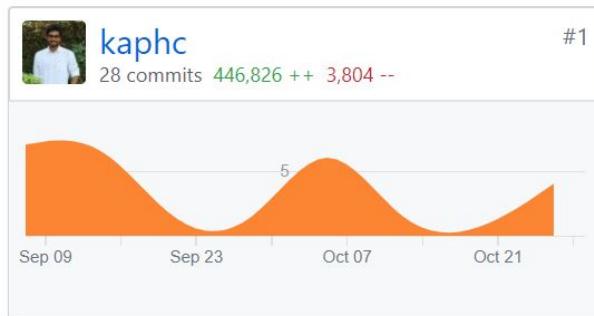 kaphc
#1
28 commits 446,826 ++ 3,804 --
5
Sep 09 Sep 23 Oct 07 Oct 21